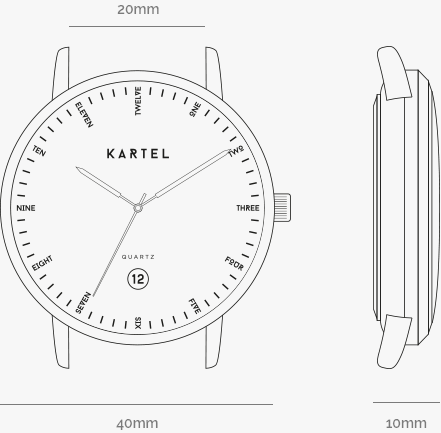 20mm
TWELVE
ONE
ELEVEN
TWO
TEN
KARTEL
THREE
NINE
QUARTZ
FOUR
EIGHT
12
FIVE
SEVEN
SIX
40mm
10mm